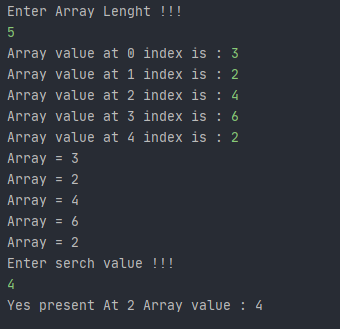 Enter Array Lenght !!!
5
Array value at 0 index is : 3
Array value at 1 index is : 2
Array value at 2 index is : 4
Array value at 3 index is : 6
Array value at 4 index is : 2
Array = 3
Array = 2
Array = 4
Array = 6
Array = 2
Enter serch value !!!
4
Yes present At 2 Array value : 4